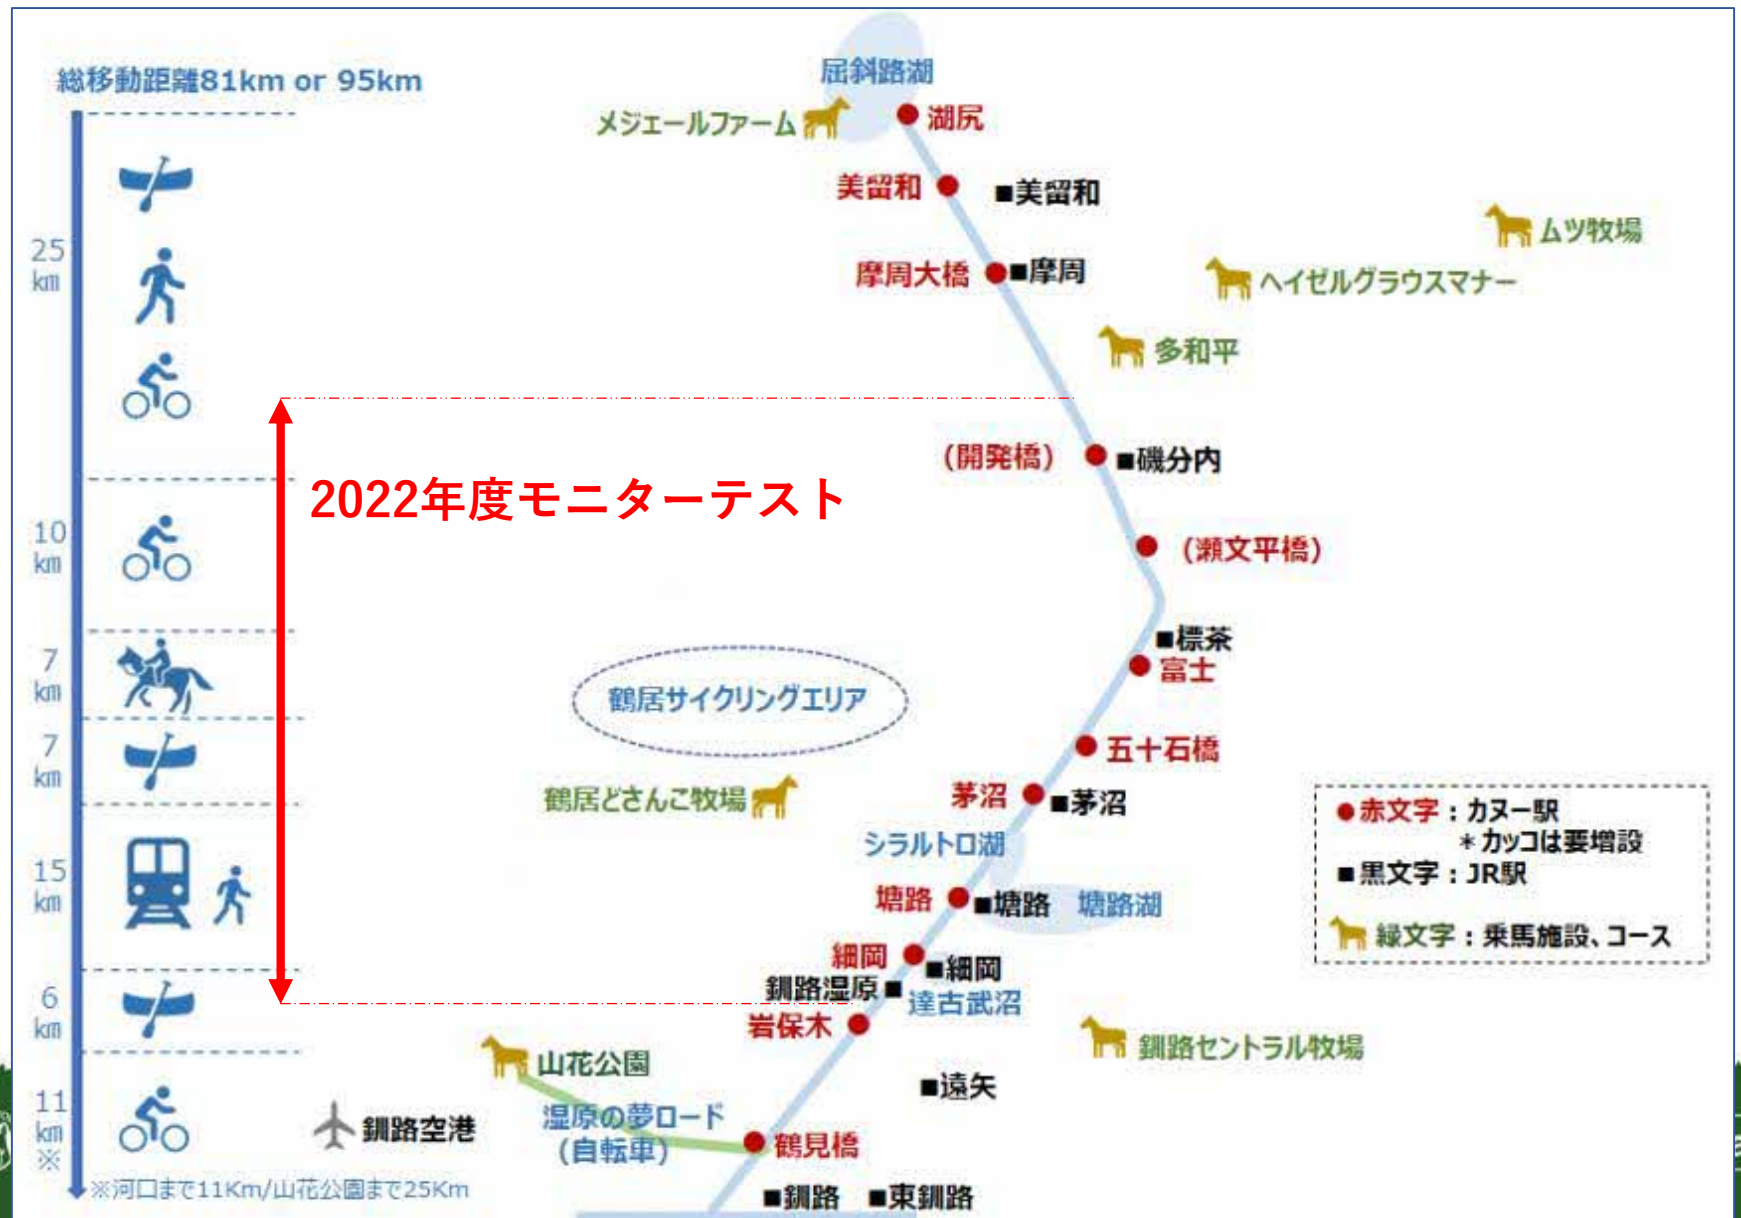 総移動距離81km or 95km
屈斜路湖
メジェールファーム
湖尻
美留和
■美留和
25
km
ムツ牧場
摩周大橋
■摩周
ヘイゼルグラウスマナー
多和平
(開発橋)
■磯分内
2022年度モニターテスト
10
km
(瀬文平橋)
■標茶
富士
7
km
鶴居サイクリングエリア
7
km
五十石橋
鶴居どさんこ牧場
茅沼
■茅沼
●赤文字：カヌー駅
＊カッコは要増設
■黒文字：JR駅
緑文字：乗馬施設、コース
シラルトロ湖
15
km
塘路
■塘路
塘路湖
細岡
■細岡
釧路湿原■
達古武沼
6
km
岩保木
釧路セントラル牧場
山花公園
■遠矢
11
km
※
釧路空港
湿原の夢ロード
(自転車)
鶴見橋
※河口まで11Km/山花公園まで25Km
■釧路
■東釧路